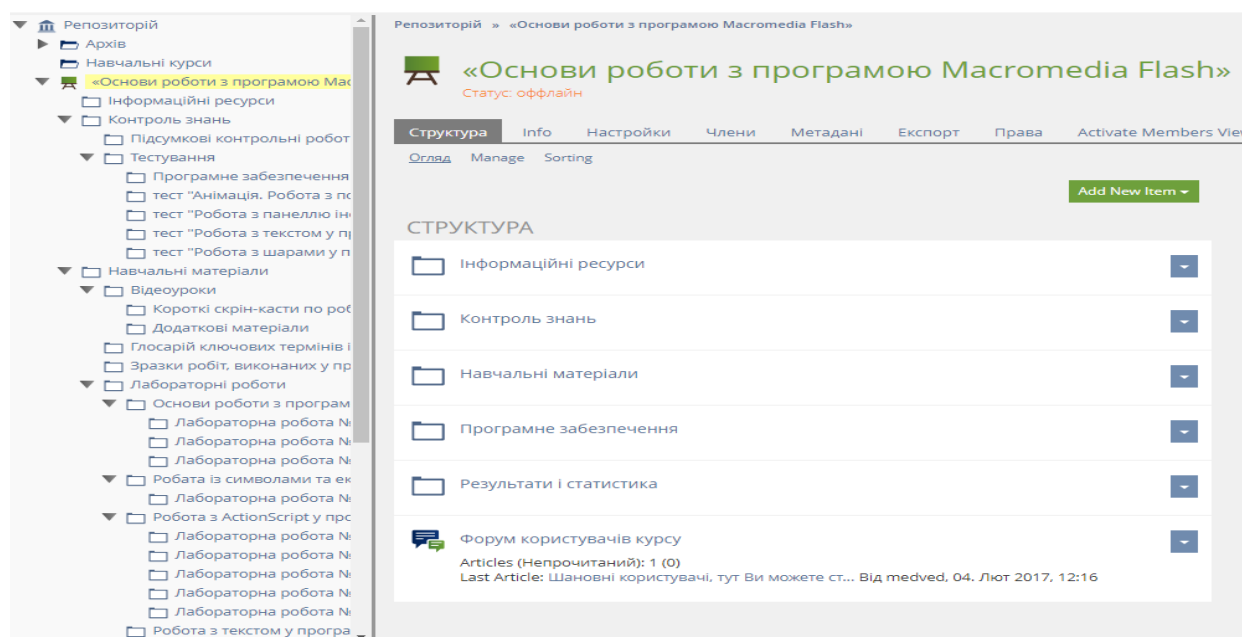 Репозиторій
Архів
Навчальні курси
«Основи роботи з програмою Mac
Інформаційні ресурси
Контроль знань
Підсумкові контрольні робот
Тестування
Програмне забезпечення
тест "Анімація. Робота з по
тест "Робота з панеллю ін
тест "Робота з текстом у п
тест "Робота з шарами у п
Навчальні матеріали
Відеоуроки
Короткі скрін-касти по роб
Додаткові матеріали
Глосарій ключових термінів і
Зразки робіт, виконаних у пр
Лабораторні роботи
Основи роботи з програм
Лабораторна робота №
Лабораторна робота №
Лабораторна робота №
Робата із символами та ек
Лабораторна робота №
Робота з ActionScript у про
Лабораторна робота №
Лабораторна робота №
Лабораторна робота №
Лабораторна робота №
Лабораторна робота №
Робота з текстом у програ
Репозиторій » «Основи роботи з програмою Macromedia Flash»
«Основи роботи з програмою Macromedia Flash»
Статус: оффлайн
Структура Info Настройки Члени Метадані Експорт Права Activate Members Vie
Огляд Manage Sorting
Add New Item
СТРУКТУРА
Інформаційні ресурси
Контроль знань
Навчальні матеріали
Програмне забезпечення
Результати і статистика
Форум користувачів курсу
Articles (Непрочитаний): 1 (0)
Last Article: Шановні користувачі, тут Ви можете ст... Від medved, 04. Лют 2017, 12:16